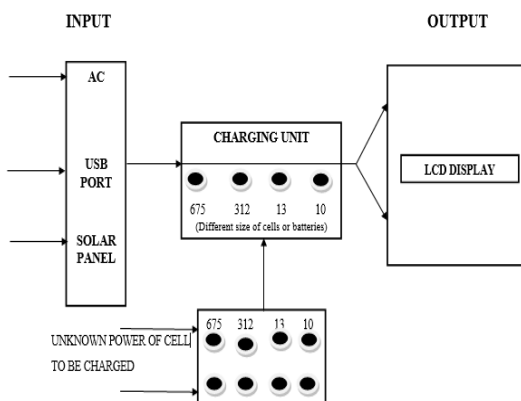 INPUT
OUTPUT
AC
USB
PORT
SOLAR
PANEL
CHARGING UNIT
675 312 13 10
(Different size of cells or batteries)
LCD DISPLAY
675 312 13 10
UNKNOWN POWER OF CELL
TO BE CHARGED